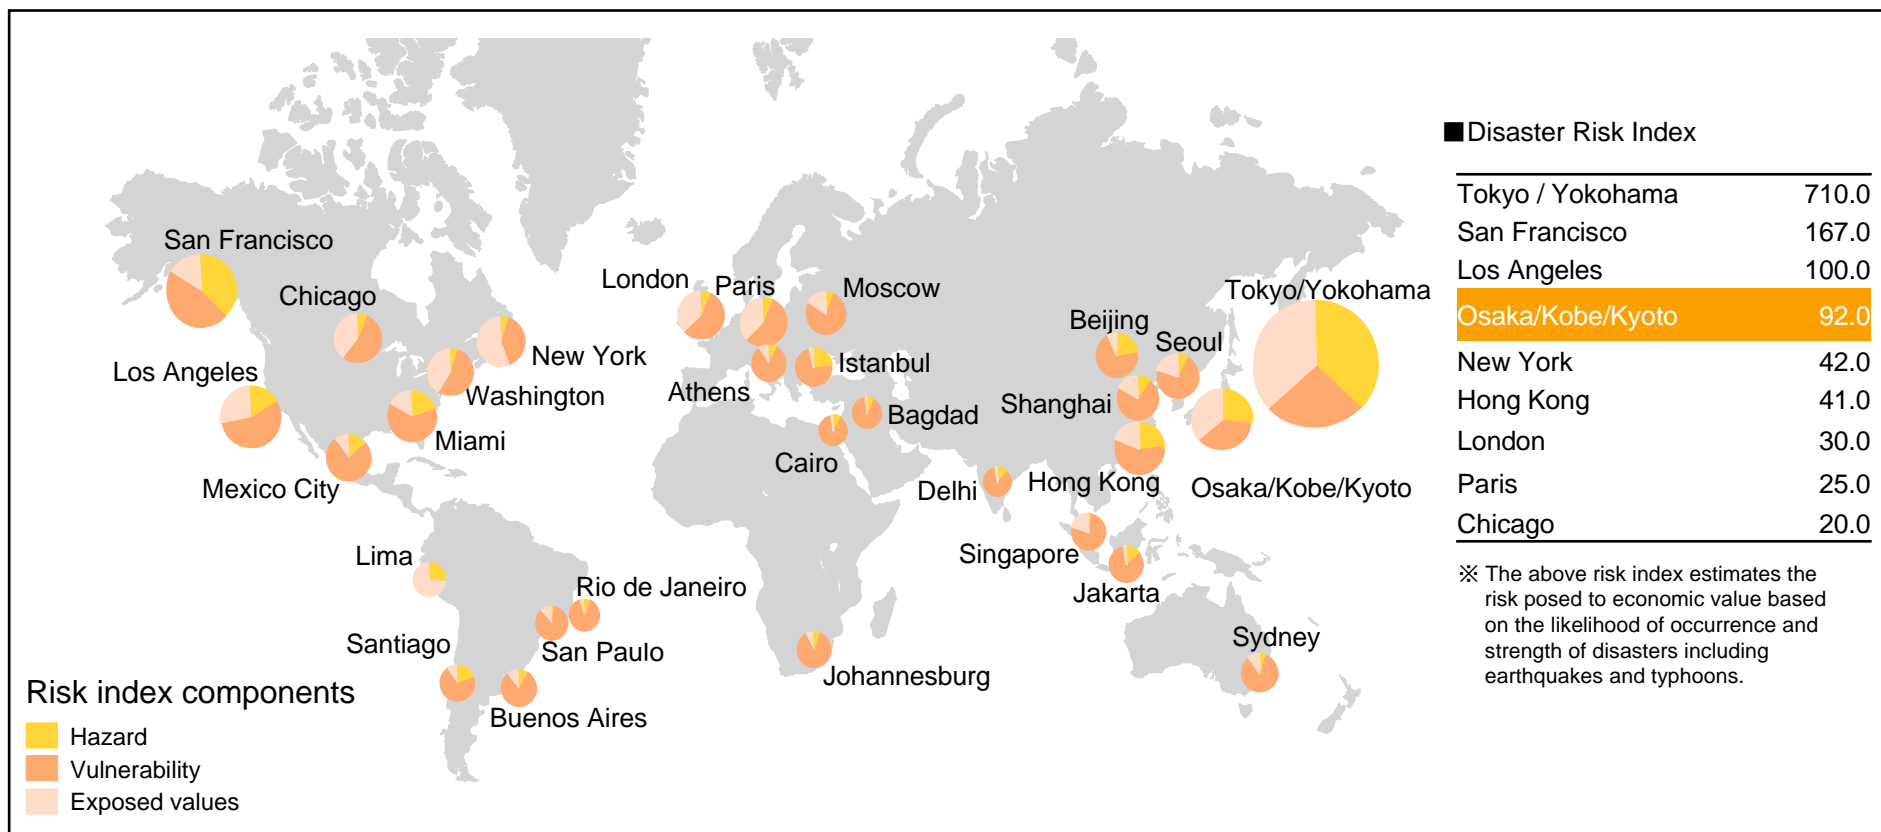 San Francisco
Chicago
Los Angeles
New York
Washington
Miami
Mexico City
Lima
Rio de Janeiro
San Paulo
Santiago
Buenos Aires
London
Paris
Moscow
Athens
Istanbul
Bagdad
Cairo
Johannesburg
Delhi
Beijing
Seoul
Shanghai
Hong Kong
Tokyo/Yokohama
Osaka/Kobe/Kyoto
Singapore
Jakarta
Sydney
Risk index components
Hazard
Vulnerability
Exposed values
■Disaster Risk Index
Tokyo / Yokohama 710.0
San Francisco 167.0
Los Angeles 100.0
Osaka/Kobe/Kyoto 92.0
New York 42.0
Hong Kong 41.0
London 30.0
Paris 25.0
Chicago 20.0
※ The above risk index estimates the
risk posed to economic value based
on the likelihood of occurrence and
strength of disasters including
earthquakes and typhoons.